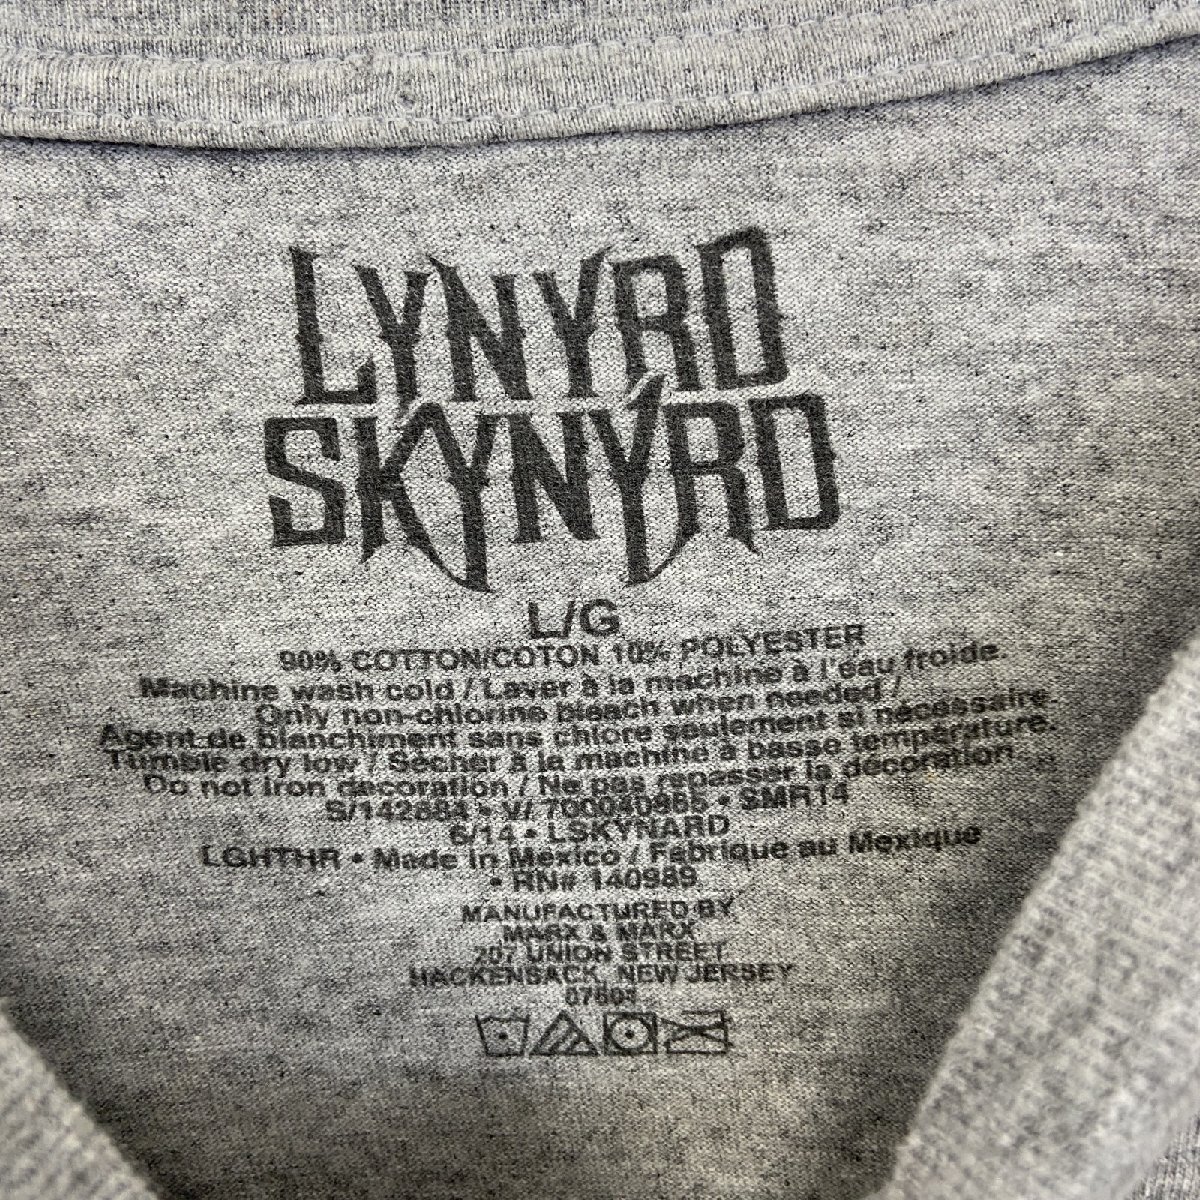 LYNYRD
SKYNYRD
L/G
90% COTTON/COTON 10% POLYESTER
Machine wash cold / Laver à la machine à l'eau froide.
Only non-chlorine bleach when needed /
Agent de blanchiment sans chlore seulement si nécessaire.
Tumble dry low / Sécher à la machine à basse température.
Do not iron decoration / Ne pas repasser la décoration
S/142884 • V/ 700040965 • SMR14
6/14 • LSKYNARD
LGHTHR • Made in Mexico / Fabrique au Mexique
• RN# 140989
MANUFACTURED BY
MARX & MARX
207 UNION STREET
HACKENSACK, NEW JERSEY
07601